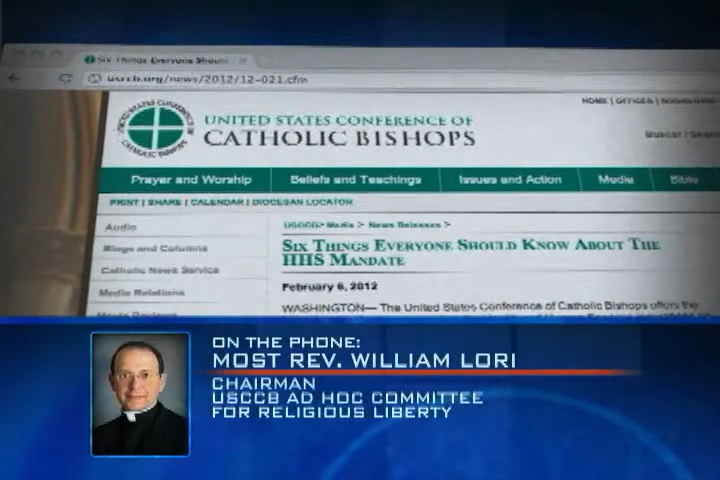 Six Things Everyone Should
usccb.org/news/2012/12-021.cfm
HOME |
UNITED STATES CONFERENCE OF
CATHOLIC BISHOPS
Buscar |
Prayer and Worship Beliefs and Teachings Issues and Action Media Bible
PRINT | SHARE | CALENDAR | DIOCESAN LOCATOR
Audio
USCCB > Media > News Releases >
SIX THINGS EVERYONE SHOULD KNOW ABOUT THE
HHS MANDATE
Catholic News Service
Media Relations
February 6, 2012
WASHINGTON— The United States Conference of Catholic Bishops offers the
ON THE PHONE:
MOST REV. WILLIAM LORI
CHAIRMAN
USCCB AD HOC COMMITTEE
FOR RELIGIOUS LIBERTY